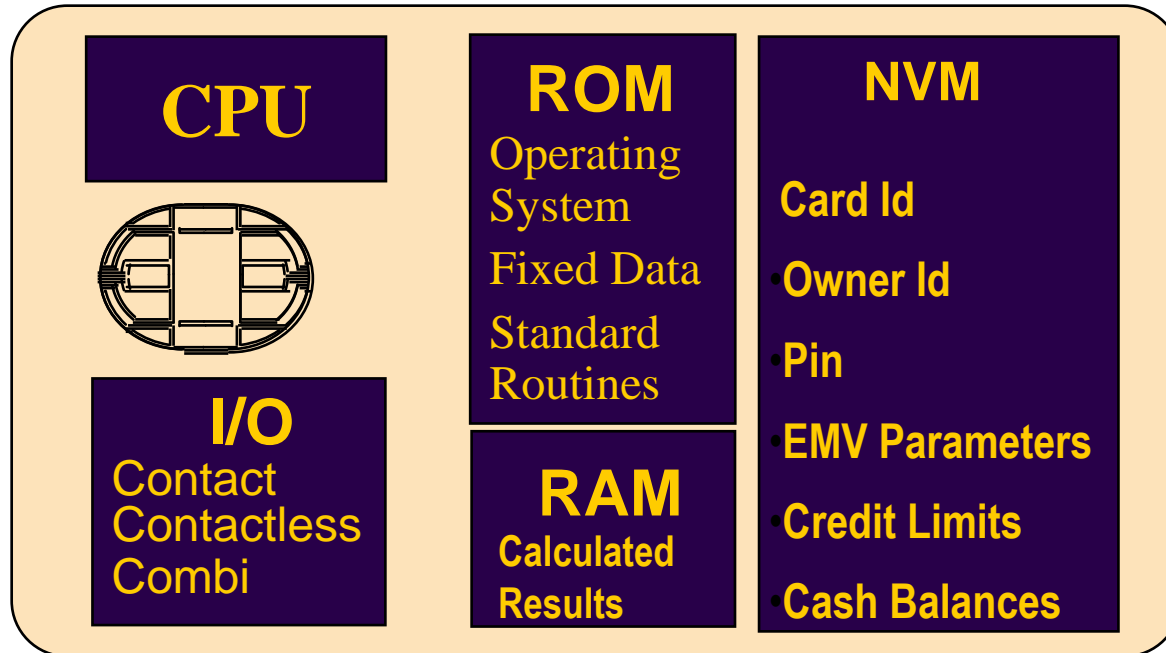 CPU
I/O
Contact
Contactless
Combi
ROM
Operating
System
Fixed Data
Standard
Routines
RAM
Calculated
Results
NVM
Card Id
•Owner Id
•Pin
•EMV Parameters
•Credit Limits
•Cash Balances